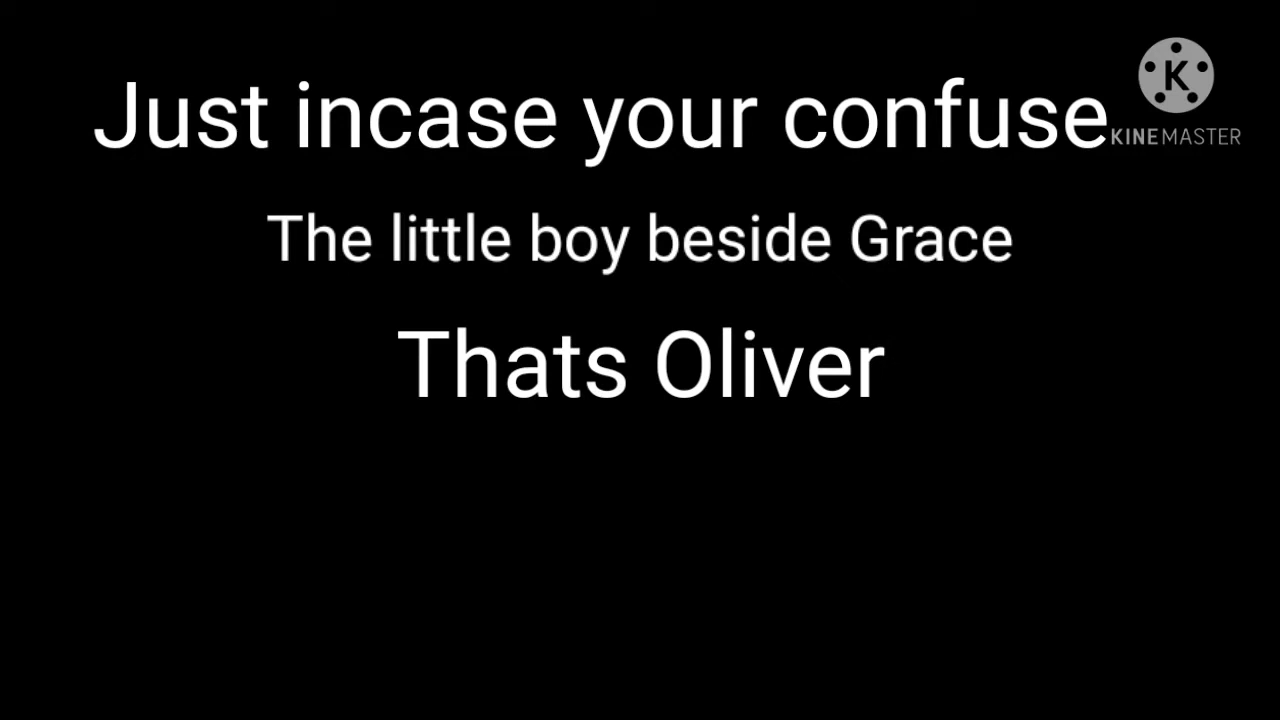 Just incase your confuse
K
KINEMASTER
The little boy beside Grace
Thats Oliver